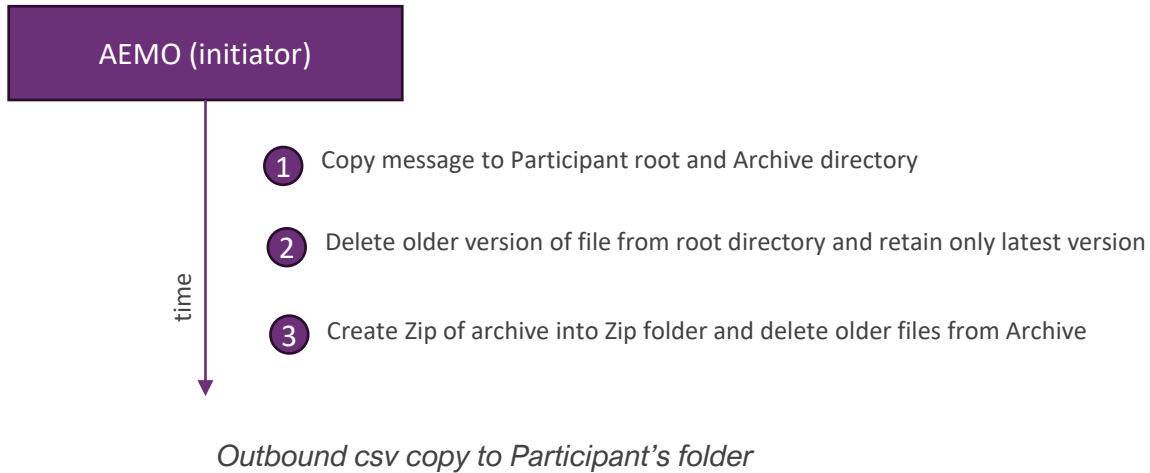 AEMO (initiator)
1 Copy message to Participant root and Archive directory
2 Delete older version of file from root directory and retain only latest version
time
3 Create Zip of archive into Zip folder and delete older files from Archive
Outbound csv copy to Participant's folder